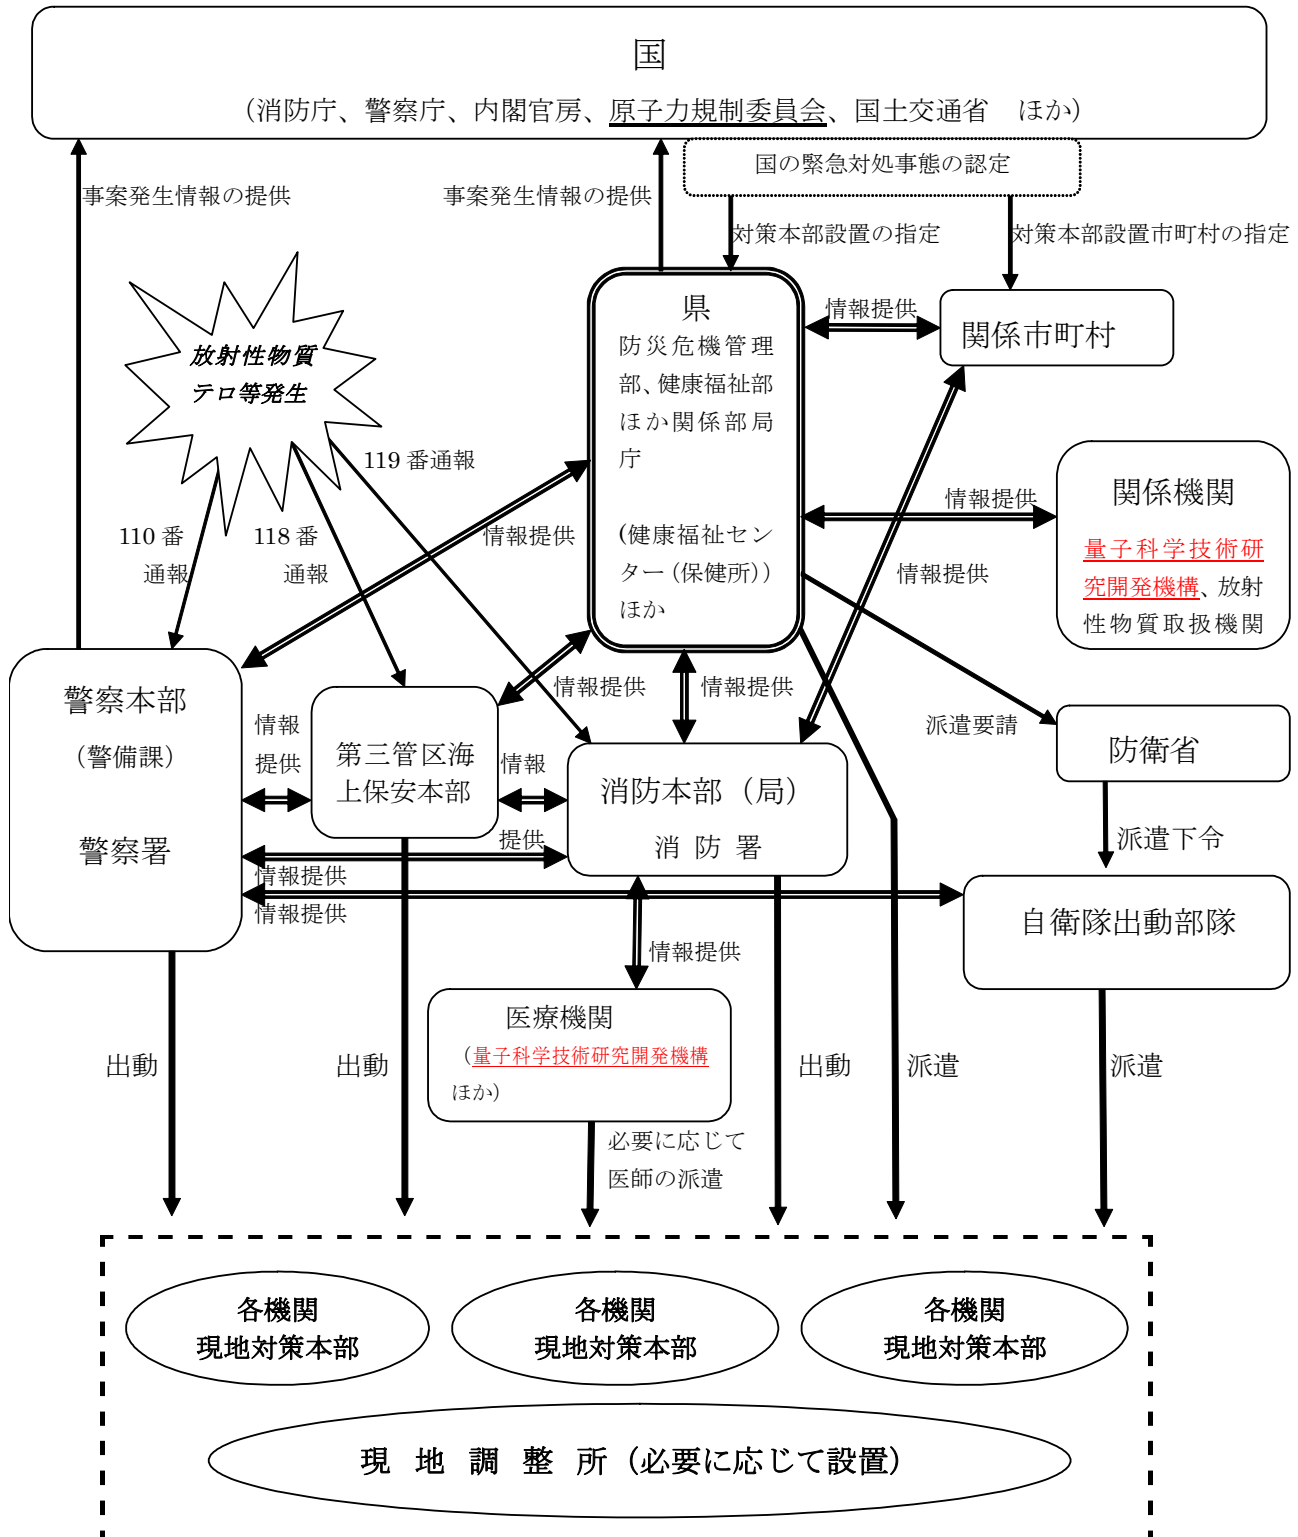 国
（消防庁、警察庁、内閣官房、原子力規制委員会、国土交通省　ほか）
国の緊急対処事態の認定
事案発生情報の提供
事案発生情報の提供
対策本部設置の指定
対策本部設置市町村の指定
放射性物質
テロ等発生
県
防災危機管理
部、健康福祉部
ほか関係部局
庁
(健康福祉セン
ター（保健所））
ほか
情報提供
関係市町村
119 番通報
110 番
通報
118 番
通報
情報提供
情報提供
関係機関
量子科学技術研
究開発機構、放射
性物質取扱機関
情報提供
情報提供
情報提供
派遣要請
防衛省
派遣下令
警察本部
（警備課）
警察署
情報
提供
第三管区海
上保安本部
情報
提供
消防本部（局）
消 防 署
情報提供
情報提供
自衛隊出動部隊
情報提供
医療機関
（量子科学技術研究開発機構
ほか）
出動
出動
出動
派遣
派遣
必要に応じて
医師の派遣
各機関
現地対策本部
各機関
現地対策本部
各機関
現地対策本部
現 地 調 整 所（必要に応じて設置）